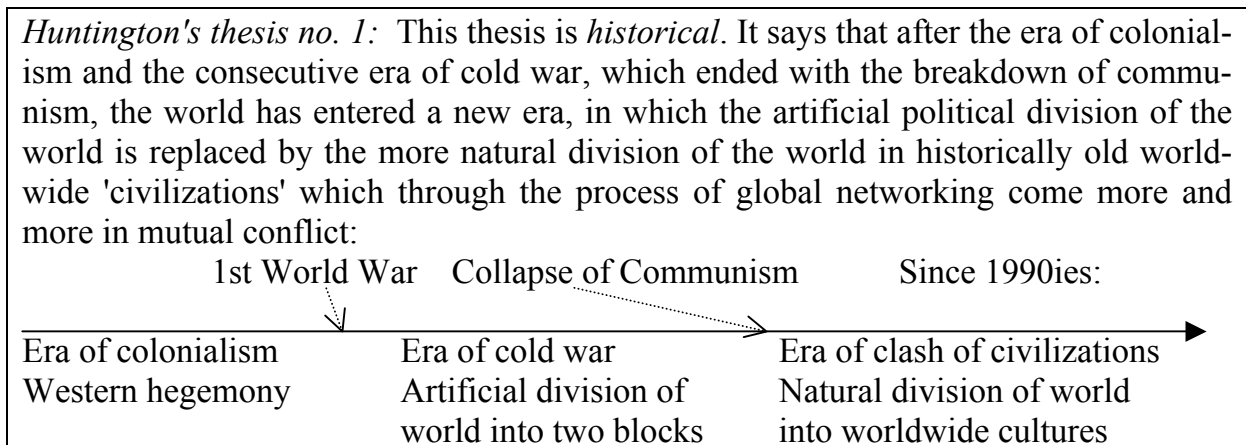 Huntington's thesis no. 1: This thesis is historical. It says that after the era of colonial-
ism and the consecutive era of cold war, which ended with the breakdown of commu-
nism, the world has entered a new era, in which the artificial political division of the
world is replaced by the more natural division of the world in historically old world-
wide 'civilizations' which through the process of global networking come more and
more in mutual conflict:
1st World War Collapse of Communism Since 1990ies:
Era of colonialism Era of cold war Era of clash of civilizations
Western hegemony Artificial division of Natural division of world
world into two blocks into worldwide cultures